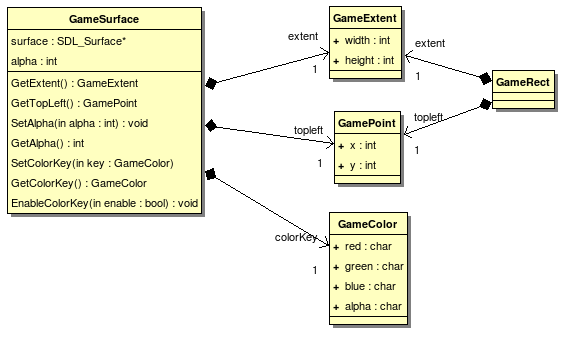 GameSurface
surface : SDL_Surface*
alpha : int
GetExtent() : GameExtent
GetTopLeft() : GamePoint
SetAlpha(in alpha : int) : void
GetAlpha() : int
SetColorKey(in key : GameColor)
GetColorKey() : GameColor
EnableColorKey(in enable : bool) : void
extent
1
GameExtent
+ width : int
+ height : int
extent
1
GameRect
topleft
1
GamePoint
+ x : int
+ y : int
topleft
1
colorKey
1
GameColor
+ red : char
+ green : char
+ blue : char
+ alpha : char